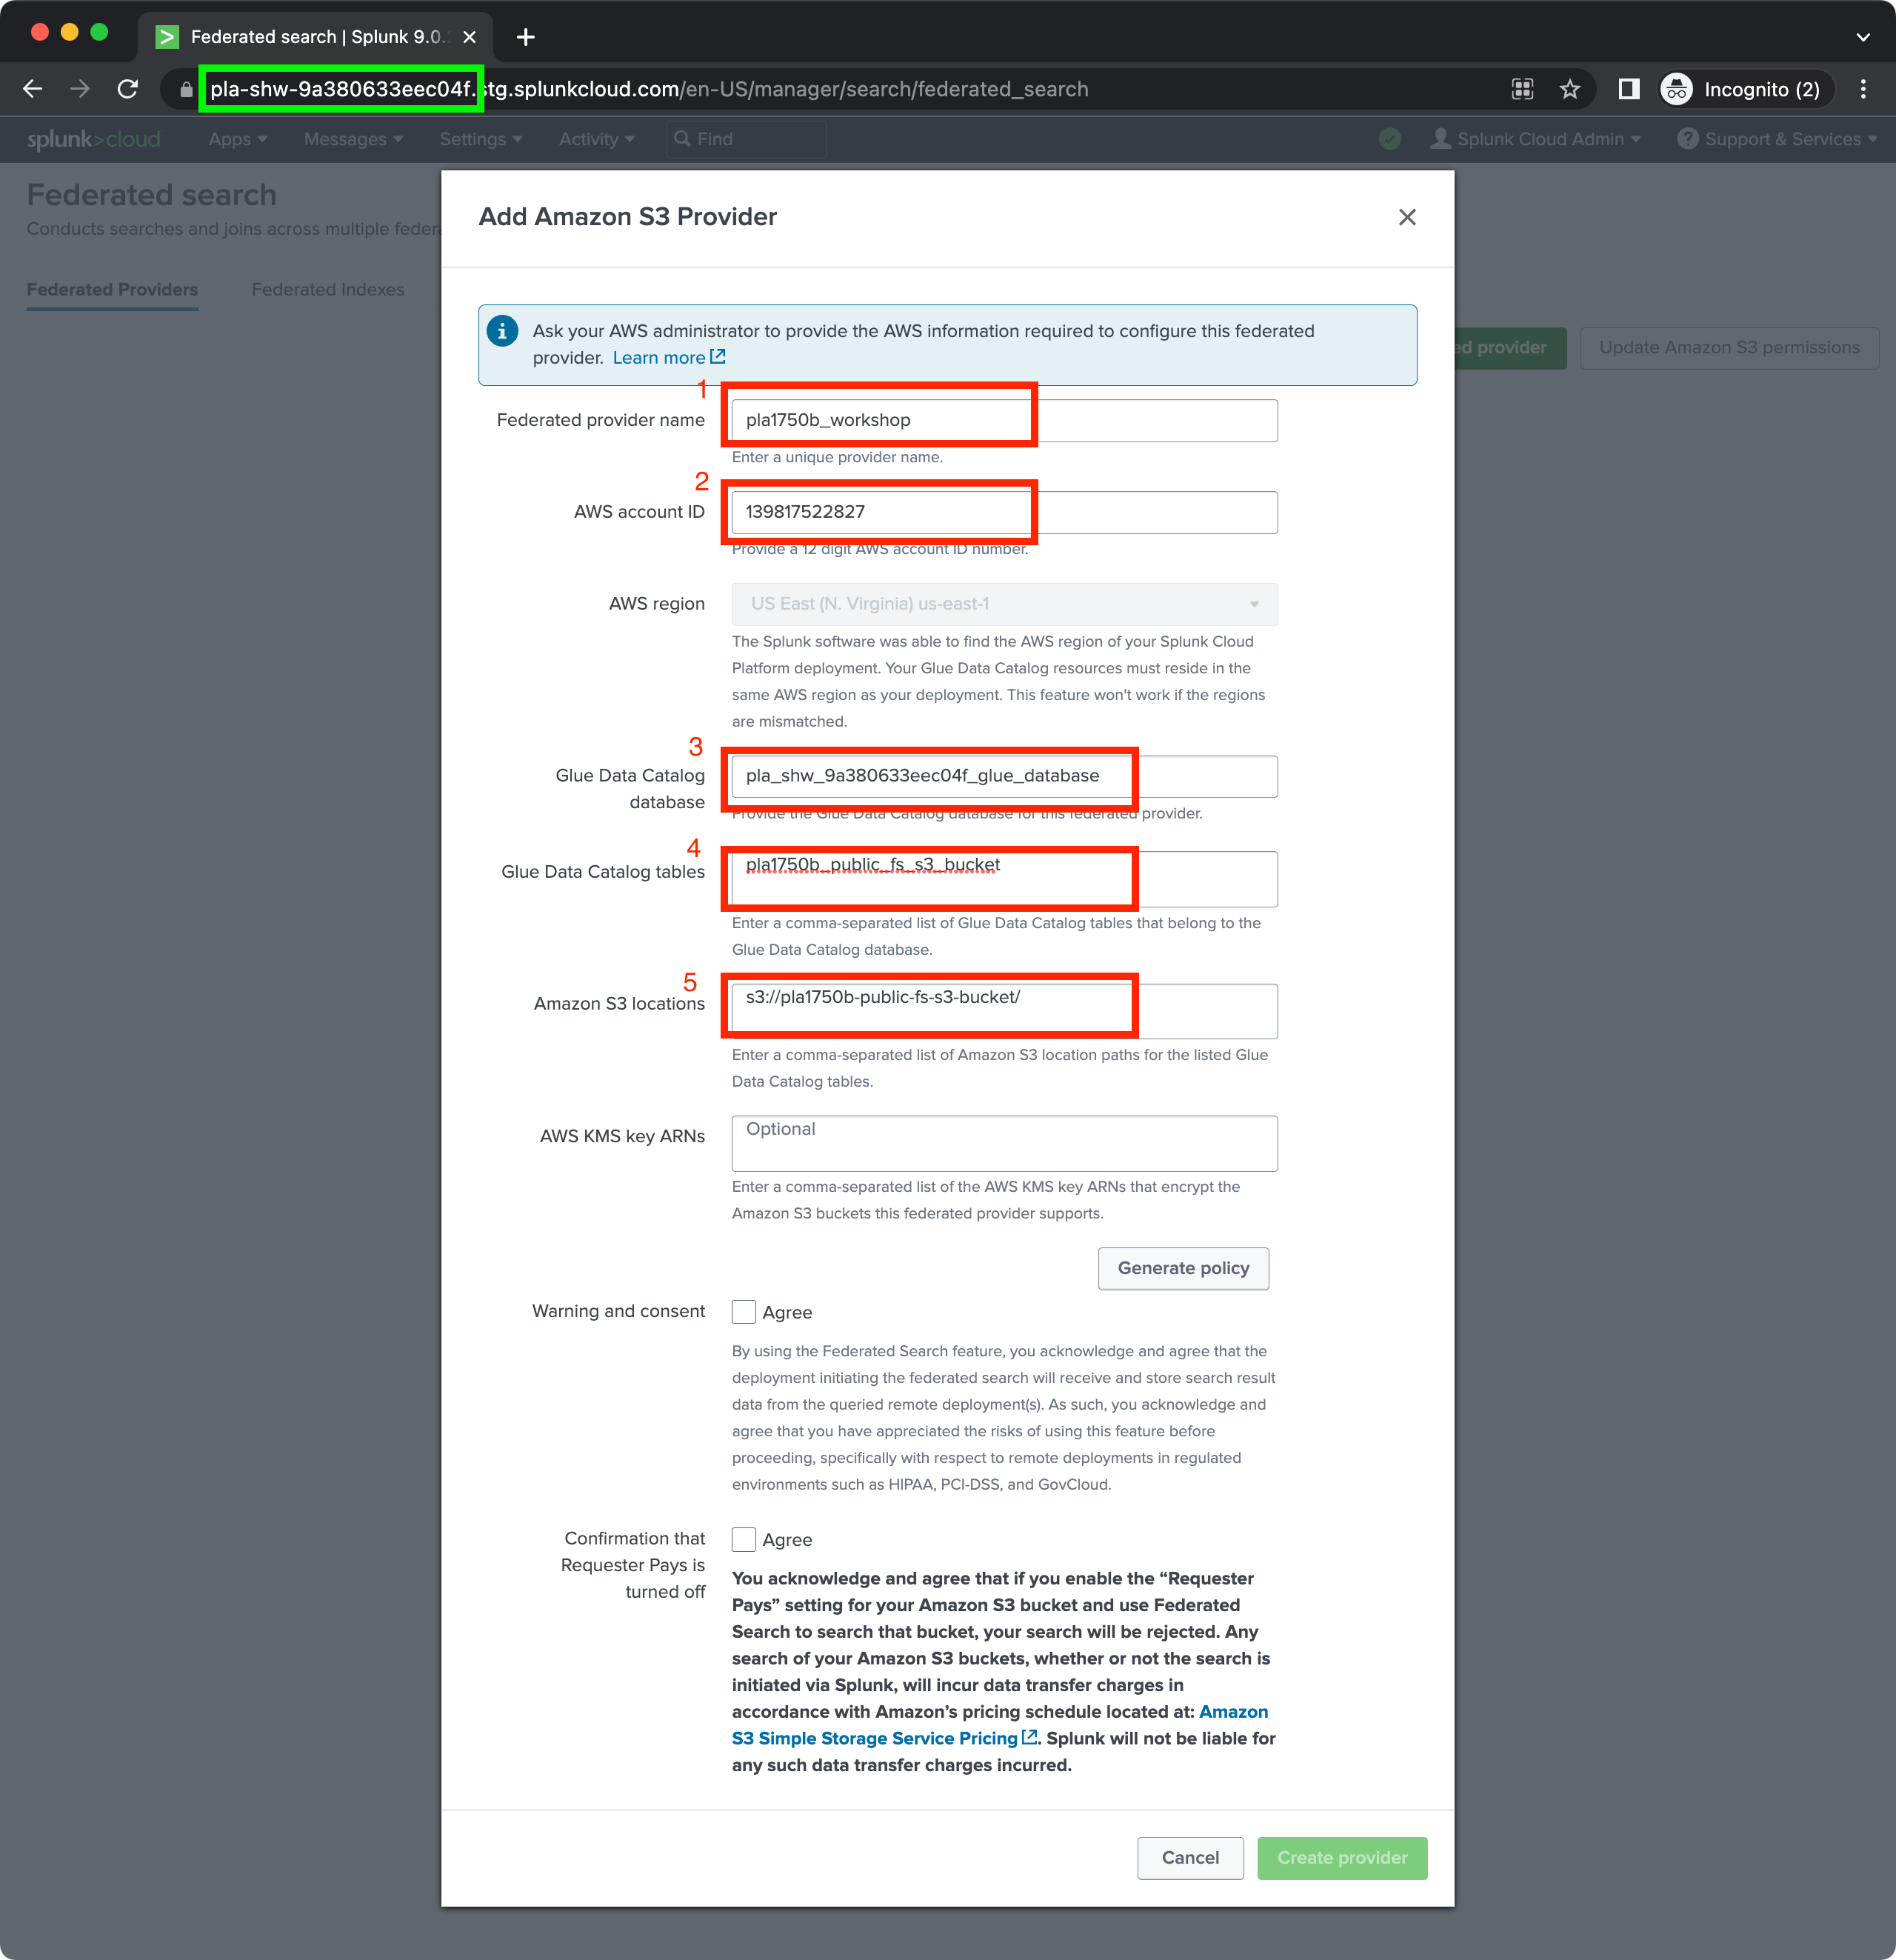 Federated search | Splunk 9.0.
pla-shw-9a380633eec04f.stg.splunkcloud.com/en-US/manager/search/federated_search
Incognito (2)
splunk>cloud Apps Messages Settings Activity Find Splunk Cloud Admin Support & Services
Federated search
Conducts searches and joins across multiple
Federated Providers Federated Indexes
provider Update Amazon S3 permissions
Add Amazon S3 Provider
Ask your AWS administrator to provide the AWS information required to configure this federated
provider. Learn more
1
Federated provider name pla1750b_workshop
Enter a unique provider name.
2
AWS account ID 139817522827
Provide a 12 digit AWS account ID number.
AWS region US East (N. Virginia) us-east-1
The Splunk software was able to find the AWS region of your Splunk Cloud
Platform deployment. Your Glue Data Catalog resources must reside in the
same AWS region as your deployment. This feature won't work if the regions
are mismatched.
3
Glue Data Catalog
database
pla_shw_9a380633eec04f_glue_database
Provide the Glue Data Catalog database for this federated provider.
4
Glue Data Catalog tables pla1750b_public_fs_s3_bucket
Enter a comma-separated list of Glue Data Catalog tables that belong to the
Glue Data Catalog database.
5
Amazon S3 locations s3://pla1750b-public-fs-s3-bucket/
Enter a comma-separated list of Amazon S3 location paths for the listed Glue
Data Catalog tables.
AWS KMS key ARNs Optional
Enter a comma-separated list of the AWS KMS key ARNs that encrypt the
Amazon S3 buckets this federated provider supports.
Generate policy
Warning and consent Agree
By using the Federated Search feature, you acknowledge and agree that the
deployment initiating the federated search will receive and store search result
data from the queried remote deployment(s). As such, you acknowledge and
agree that you have appreciated the risks of using this feature before
proceeding, specifically with respect to remote deployments in regulated
environments such as HIPAA, PCI-DSS, and GovCloud.
Confirmation that
Requester Pays is
turned off
Agree
You acknowledge and agree that if you enable the “Requester
Pays” setting for your Amazon S3 bucket and use Federated
Search to search that bucket, your search will be rejected. Any
search of your Amazon S3 buckets, whether or not the search is
initiated via Splunk, will incur data transfer charges in
accordance with Amazon’s pricing schedule located at: Amazon
S3 Simple Storage Service Pricing. Splunk will not be liable for
any such data transfer charges incurred.
Cancel Create provider